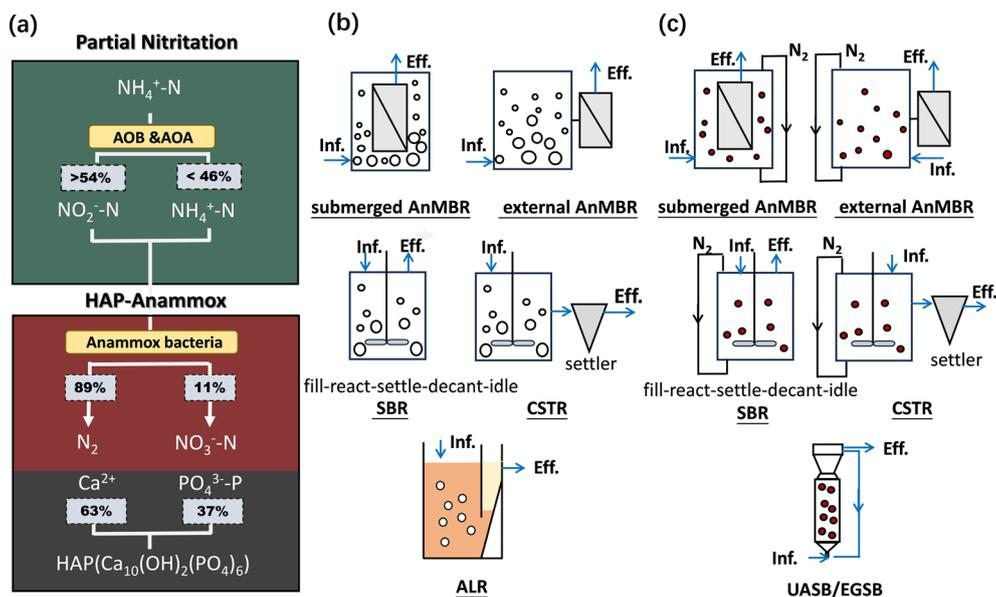 (a)
Partial Nitritation
NH₄⁺-N
AOB &AOA
>54%
< 46%
NO₂⁻-N
NH₄⁺-N
HAP-Anammox
Anammox bacteria
89%
11%
N₂
NO₃⁻-N
Ca²⁺
PO₄³⁻-P
63%
37%
HAP(Ca₁₀(OH)₂(PO₄)₆)
(b)
Eff.
Eff.
Inf.
Inf.
submerged AnMBR
external AnMBR
Inf.
Eff.
Inf.
Eff.
settler
fill-react-settle-decant-idle
SBR
CSTR
Inf.
Eff.
ALR
(c)
Eff.
N₂
N₂
Eff.
Inf.
Inf.
submerged AnMBR
external AnMBR
N₂
Inf.
Eff.
N₂
Inf.
Eff.
settler
fill-react-settle-decant-idle
SBR
CSTR
Eff.
Inf.
UASB/EGSB